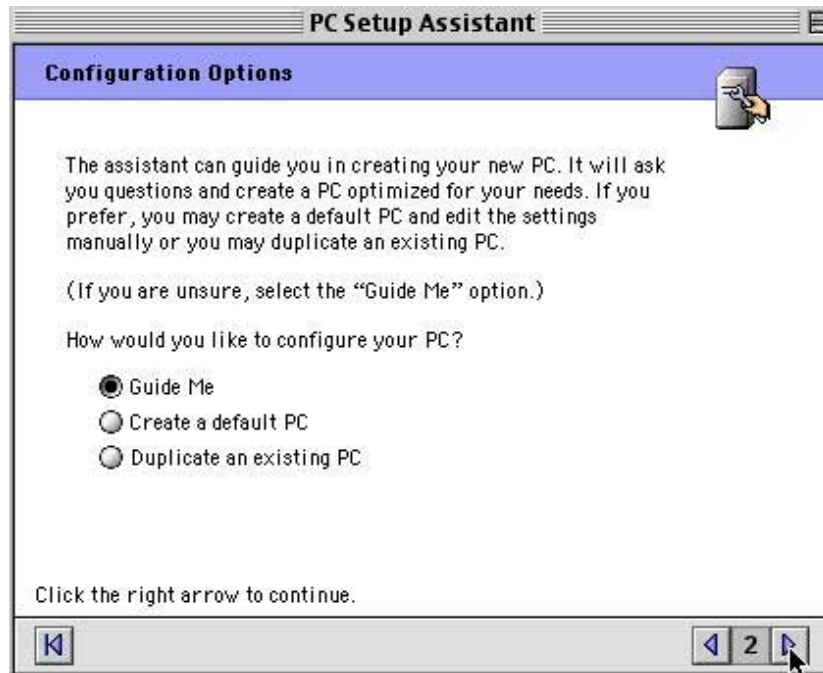 PC Setup Assistant
Configuration Options
The assistant can guide you in creating your new PC. It will ask
you questions and create a PC optimized for your needs. If you
prefer, you may create a default PC and edit the settings
manually or you may duplicate an existing PC.
(If you are unsure, select the “Guide Me” option.)
How would you like to configure your PC?
Guide Me
Create a default PC
Duplicate an existing PC
Click the right arrow to continue.
2